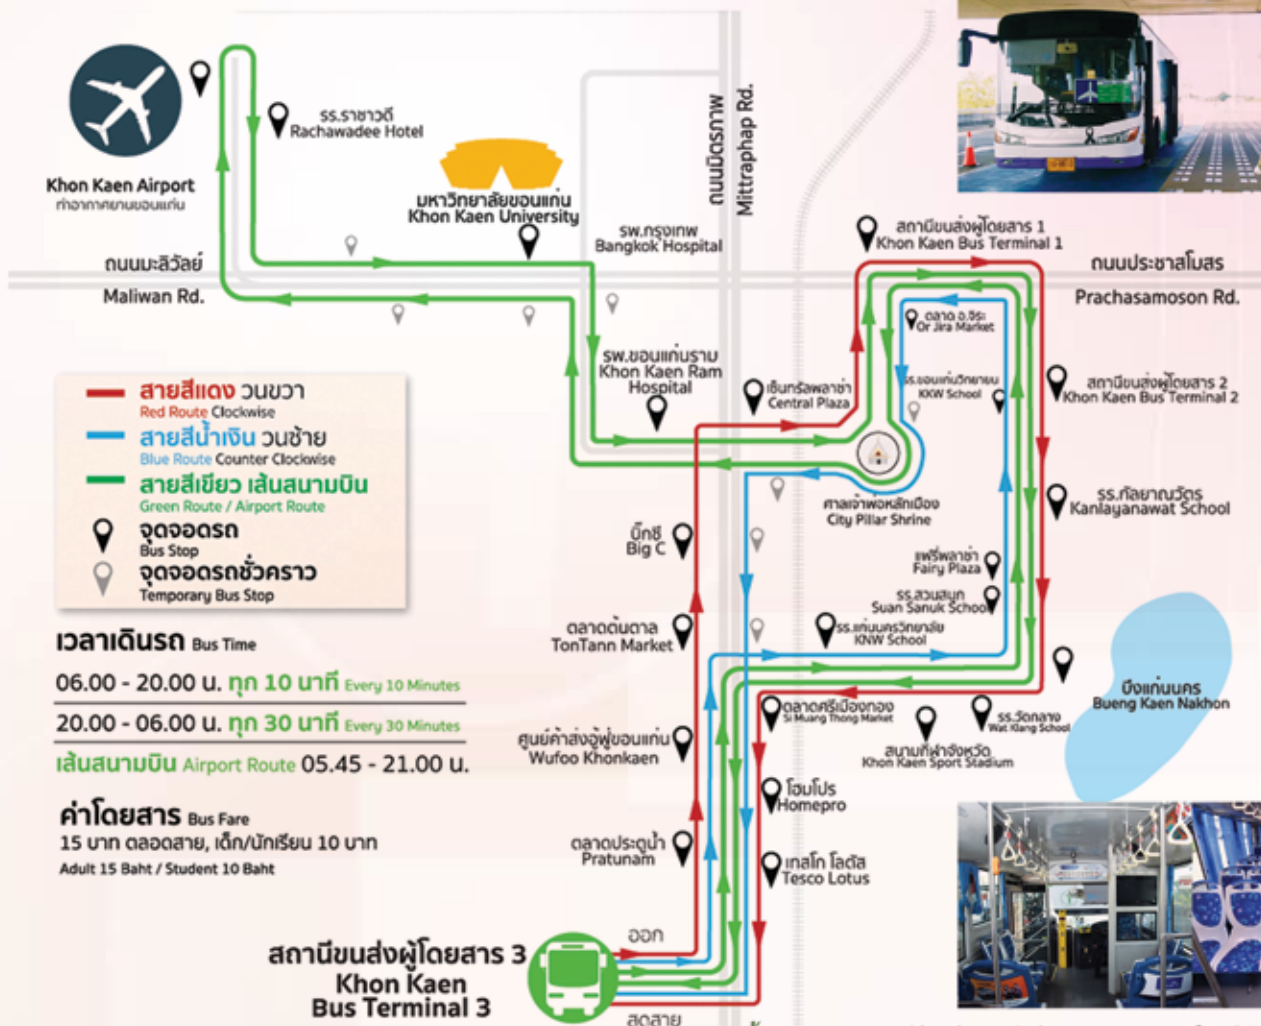 รร.ราชาวดี
Rachawadee Hotel
Khon Kaen Airport
ท่าอากาศยานขอนแก่น
มหาวิทยาลัยขอนแก่น
Khon Kaen University
รพ.กรุงเทพ
Bangkok Hospital
ถนนมิตรภาพ
Mittraphap Rd.
สถานีขนส่งผู้โดยสาร 1
Khon Kaen Bus Terminal 1
ถนนมะลิวัลย์
Maliwan Rd.
ถนนประชาสโมสร
Prachasamoson Rd.
ตลาด อ.จิระ
Or Jira Market
รพ.ขอนแก่นราม
Khon Kaen Ram
Hospital
เซ็นทรัลพลาซ่า
Central Plaza
รร.ขอนแก่นวิทยายน
KKW School
สถานีขนส่งผู้โดยสาร 2
Khon Kaen Bus Terminal 2
สายสีแดง วนขวา
Red Route Clockwise
สายสีน้ำเงิน วนซ้าย
Blue Route Counter Clockwise
สายสีเขียว เส้นสนามบิน
Green Route / Airport Route
จุดจอดรถ
Bus Stop
จุดจอดรถชั่วคราว
Temporary Bus Stop
ศาลเจ้าพ่อหลักเมือง
City Pillar Shrine
รร.กัลยาณวัตร
Kanlayanawat School
บิ๊กซี
Big C
แฟรี่พลาซ่า
Fairy Plaza
รร.สวนสนุก
Suan Sanuk School
ตลาดต้นตาล
TonTann Market
รร.แก่นนครวิทยาลัย
KNW School
เวลาเดินรถ Bus Time
06.00 - 20.00 น. ทุก 10 นาที Every 10 Minutes
20.00 - 06.00 น. ทุก 30 นาที Every 30 Minutes
เส้นสนามบิน Airport Route 05.45 - 21.00 น.
บึงแก่นนคร
Bueng Kaen Nakhon
ตลาดศรีเมืองทอง
Si Muang Thong Market
รร.วัดกลาง
Wat Klang School
สนามกีฬาจังหวัด
Khon Kaen Sport Stadium
ศูนย์ค้าส่งอู้ฟู่ขอนแก่น
Wufoo Khonkaen
โฮมโปร
Homepro
ค่าโดยสาร Bus Fare
15 บาท ตลอดสาย, เด็ก/นักเรียน 10 บาท
Adult 15 Baht / Student 10 Baht
ตลาดประตูน้ำ
Pratunam
เทสโก โลตัส
Tesco Lotus
ออก
สถานีขนส่งผู้โดยสาร 3
Khon Kaen
Bus Terminal 3
สุดสาย